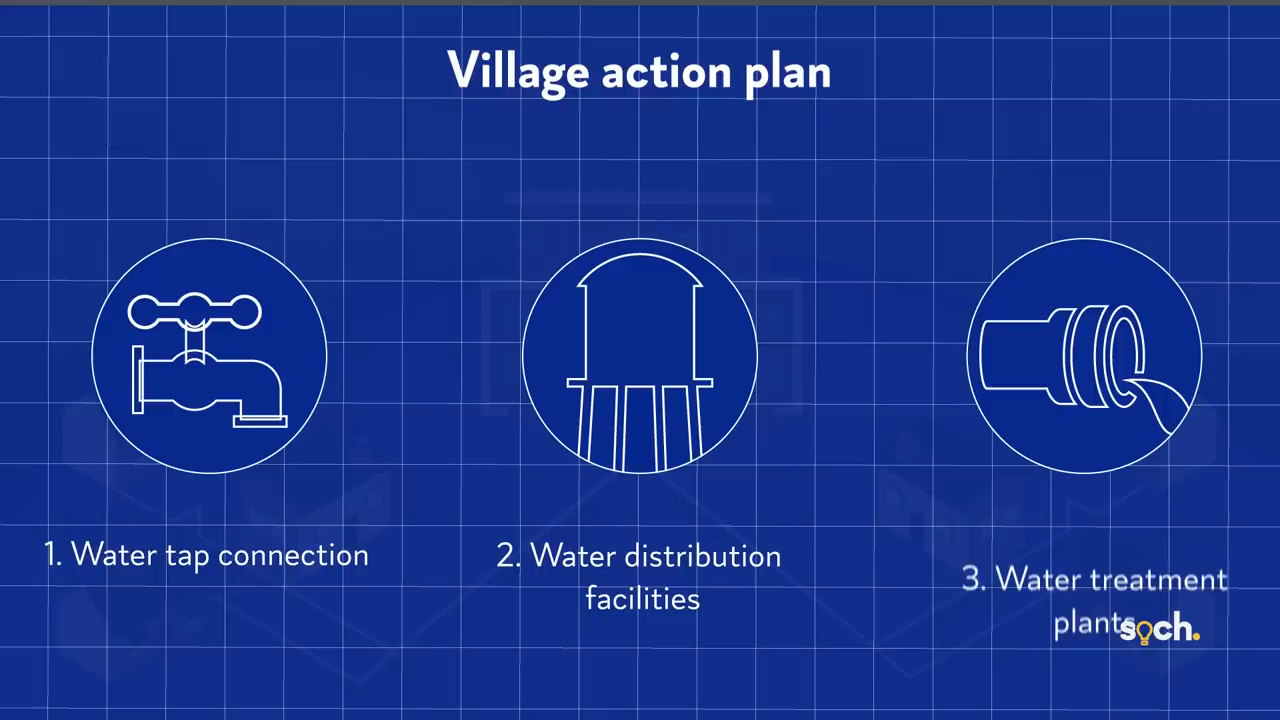 Village action plan
1. Water tap connection
2. Water distribution
facilities
3. Water treatment
plants
soch.